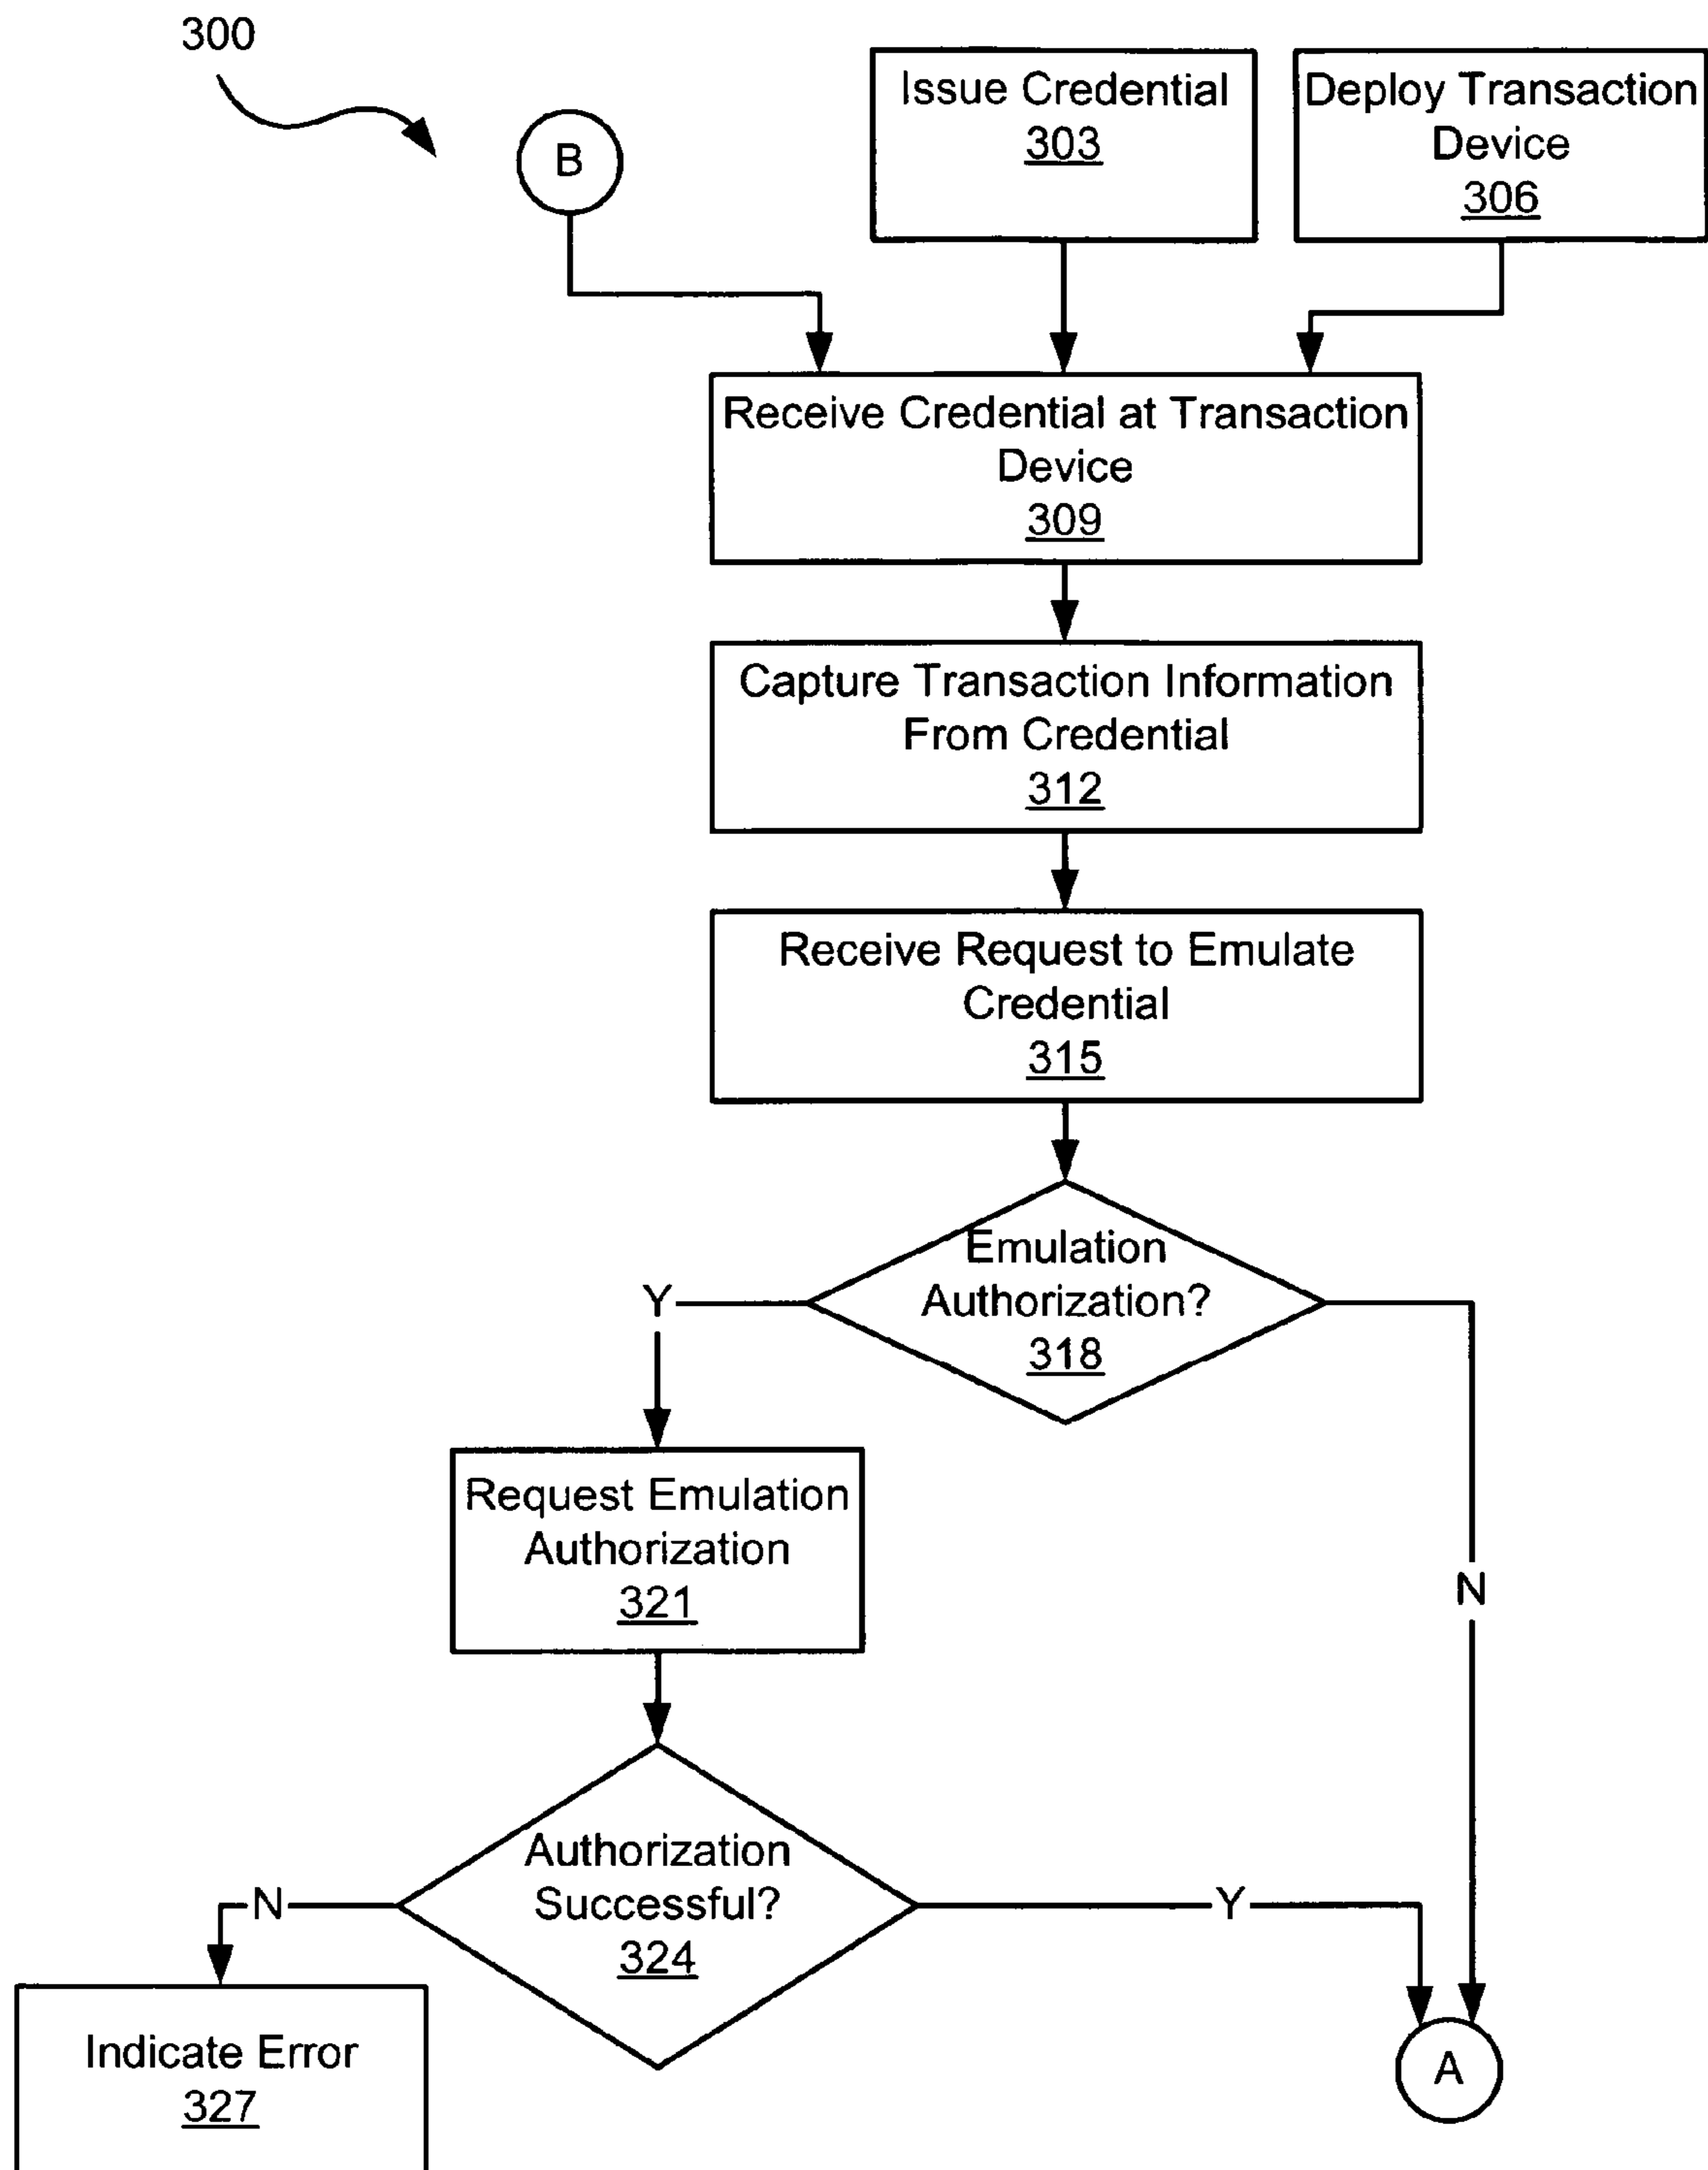 300
B
Issue Credential
303
Deploy Transaction
Device
306
Receive Credential at Transaction
Device
309
Capture Transaction Information
From Credential
312
Receive Request to Emulate
Credential
315
Emulation
Authorization?
318
Y
Request Emulation
Authorization
321
N
Authorization
Successful?
324
N
Y
Indicate Error
327
A